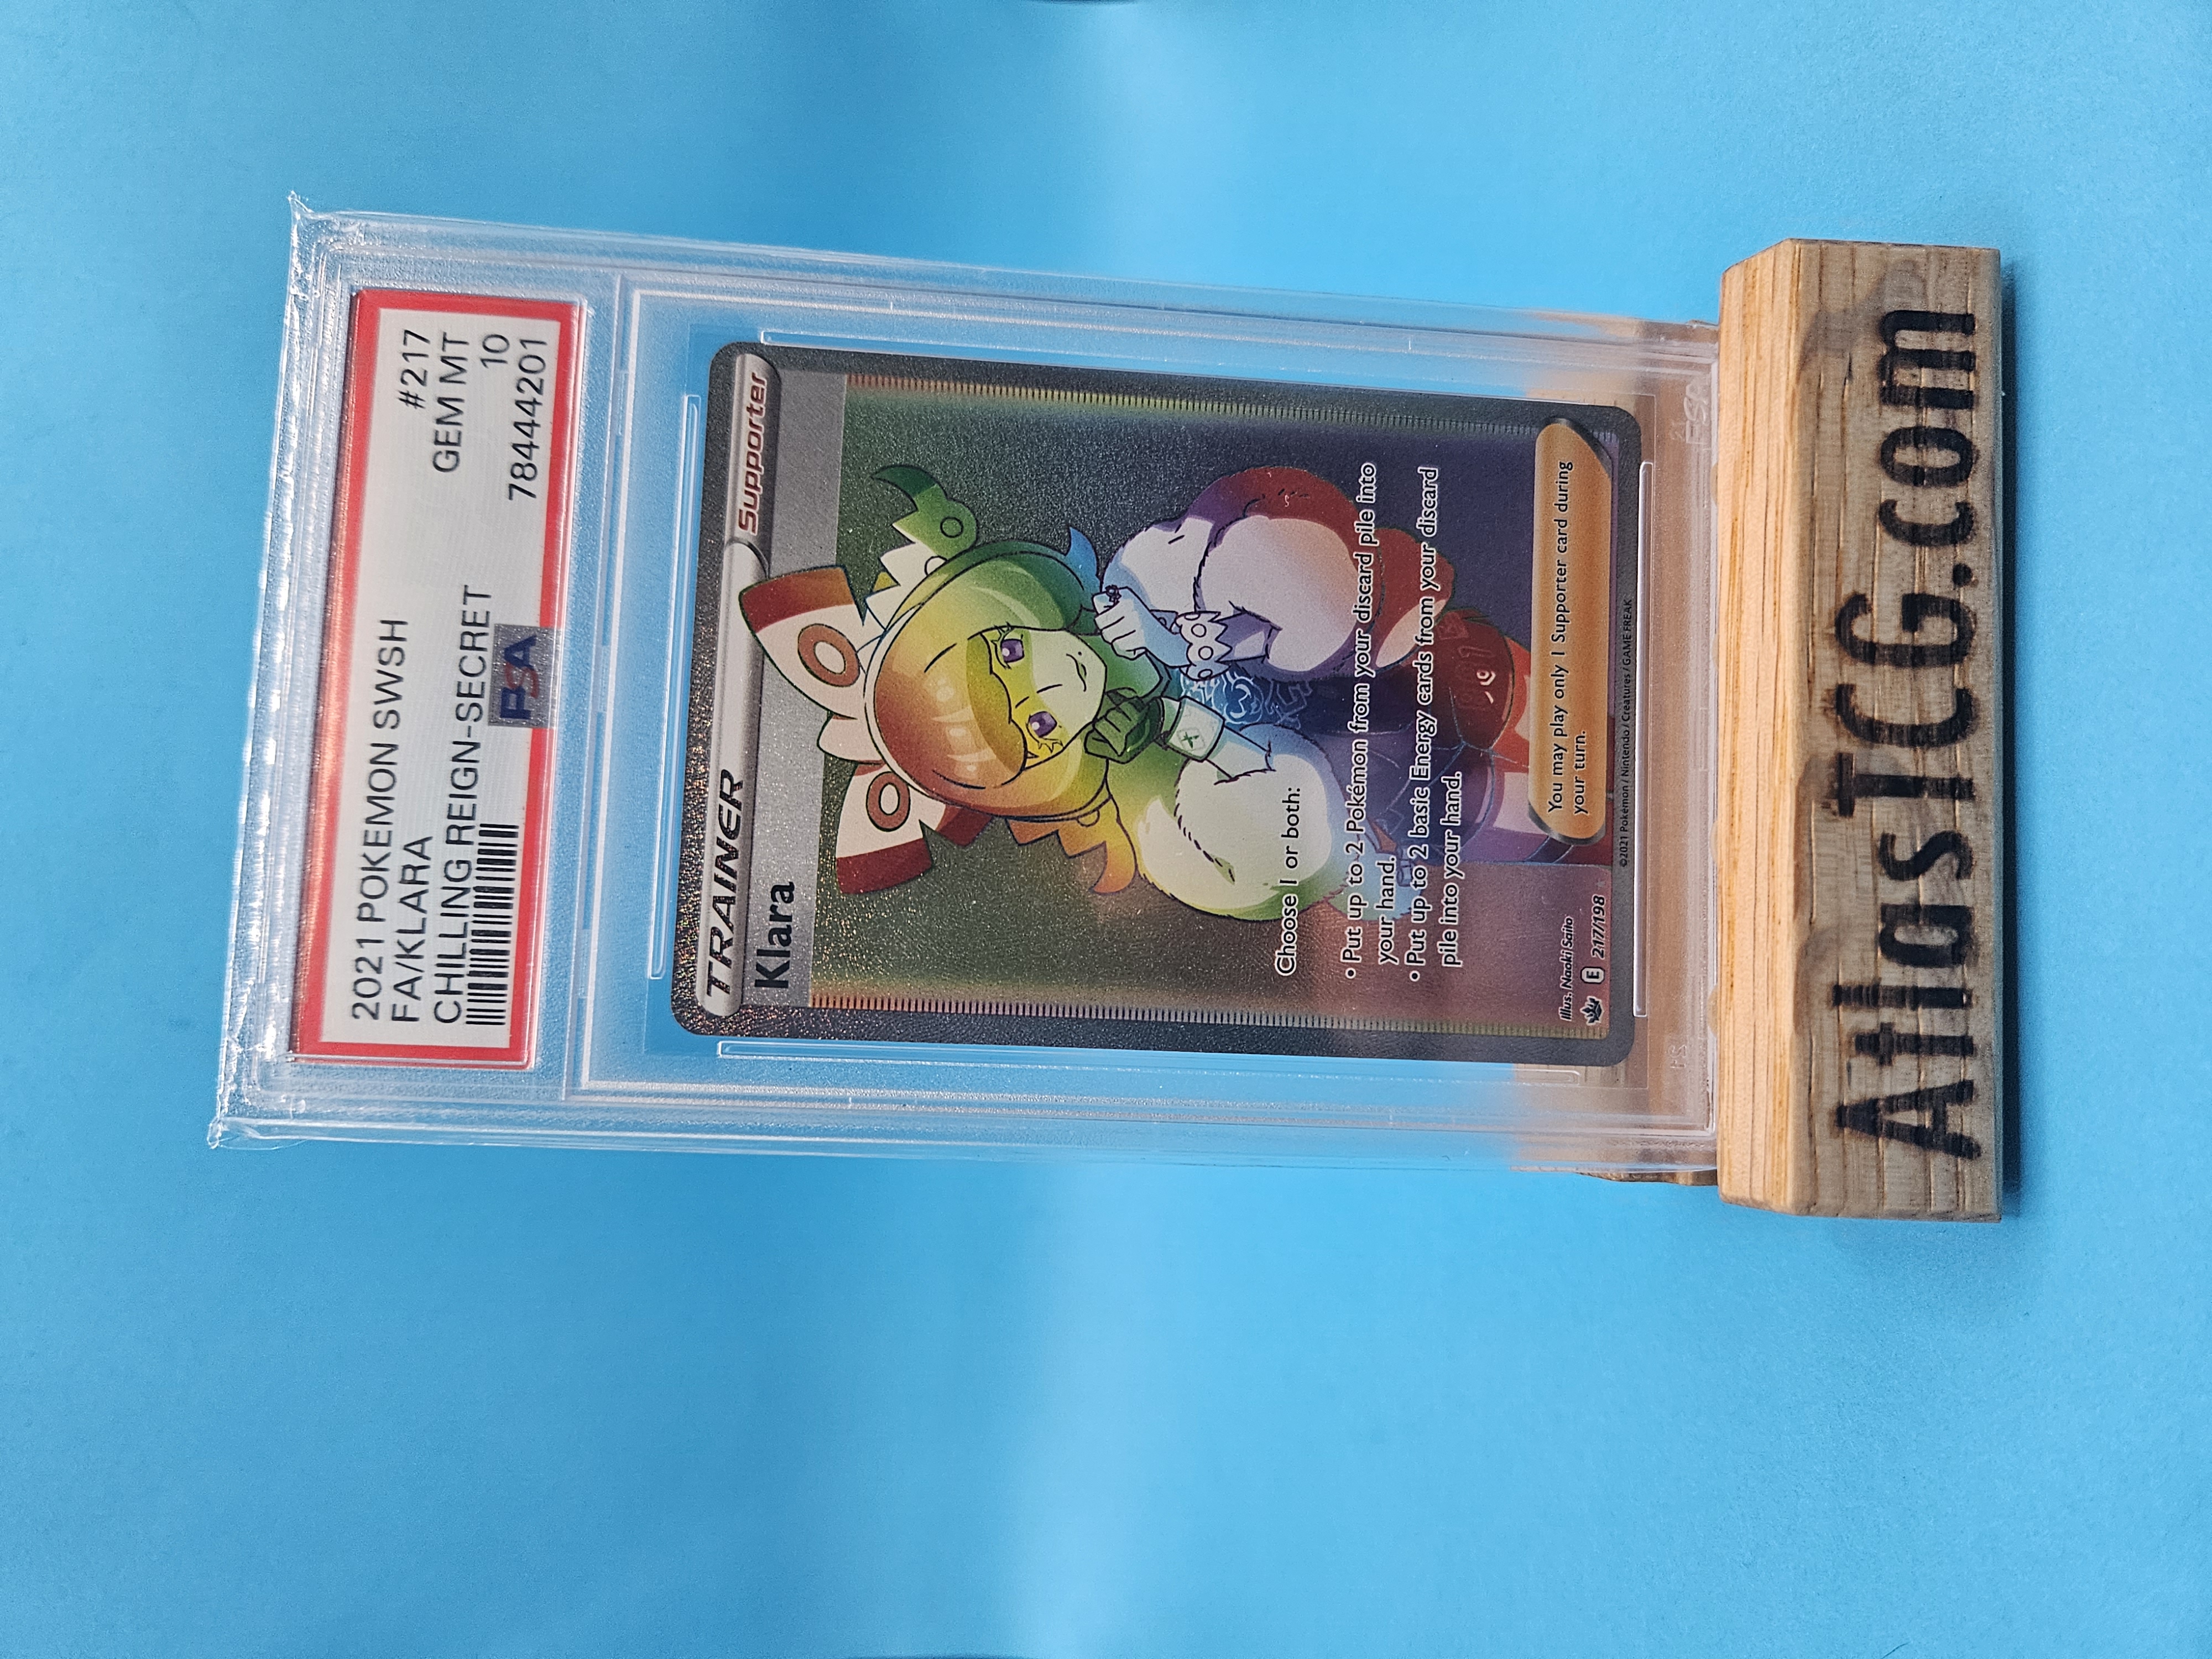 2021 POKEMON SWSH #217
FA/KLARA GEM MT
CHILLING REIGN-SECRET 10
78444201
PSA
TRAINER Supporter
Klara
Choose 1 or both:
• Put up to 2 Pokémon from your discard pile into
your hand.
• Put up to 2 basic Energy cards from your discard
pile into your hand.
You may play only 1 Supporter card during
your turn.
Illus. Naoki Saito
E 217/198
©2021 Pokémon / Nintendo / Creatures / GAME FREAK
PSA
AtlasTCG.com